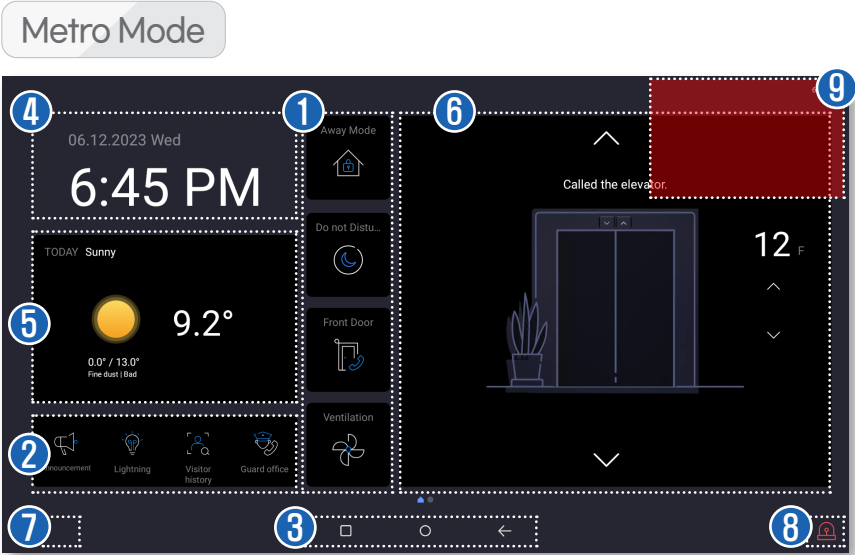 Metro Mode
4
1
6
9
06.12.2023 Wed
6:45 PM
Away Mode
Called the elevator.
Do not Distu...
12 F
TODAY Sunny
5
9.2°
0.0° / 13.0°
Fine dust | Bad
Front Door
Ventilation
2
nnouncement
Lightning
Visitor
history
Guard office
7
3
8